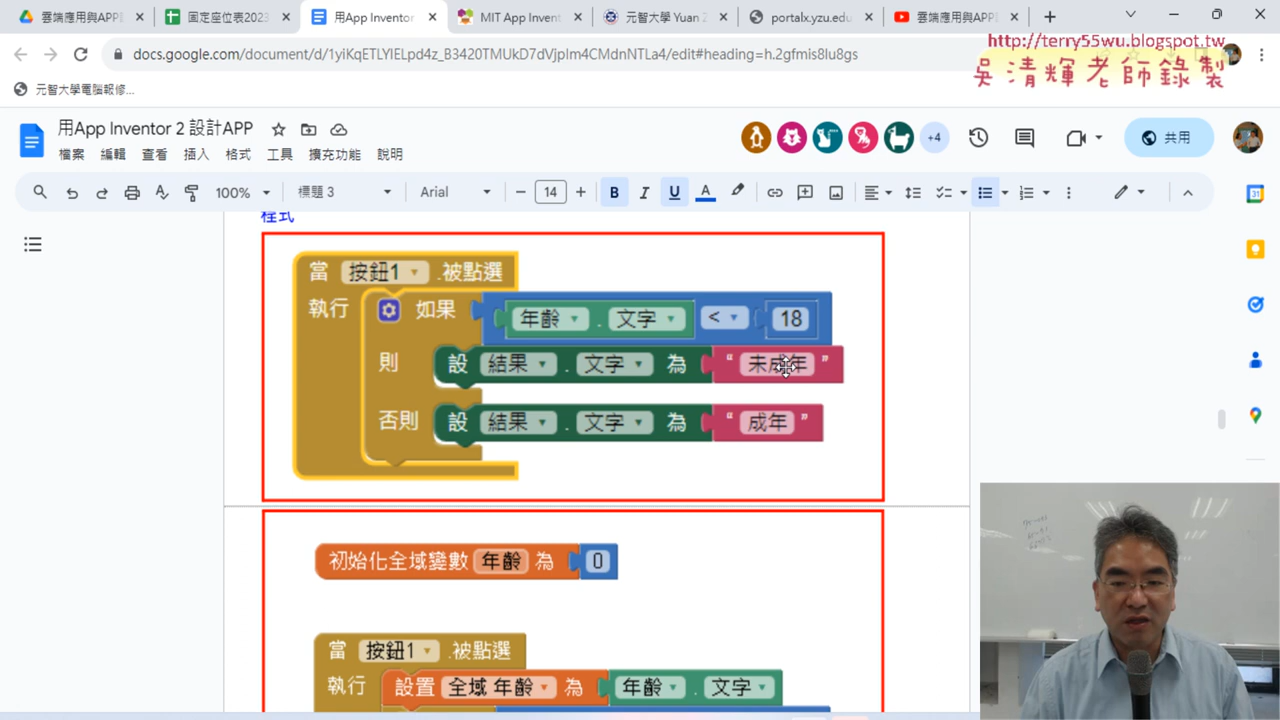 雲端應用與APP
固定座位表2023
用App Inventor
MIT App Invent
元智大學 Yuan Z
portalx.yzu.edu
雲端應用與APP
docs.google.com/document/d/1yiKqETLYlELpd4z_B3420TMUkD7dVjplm4CMdnNTLa4/edit#heading=h.2gfmis8lu8gs
http://terry55wu.blogspot.tw
吳清輝老師錄製
元智大學電腦報修...
用App Inventor 2 設計APP
檔案 編輯 查看 插入 格式 工具 擴充功能 說明
+4
共用
100% 標題 3 Arial 14 B I U A
程式
當 按鈕1 .被點選
執行 如果 年齡 . 文字 < 18
則 設 結果 . 文字 為 “ 未成年 ”
否則 設 結果 . 文字 為 “ 成年 ”
初始化全域變數 年齡 為 0
當 按鈕1 .被點選
執行 設置 全域 年齡 為 年齡 . 文字